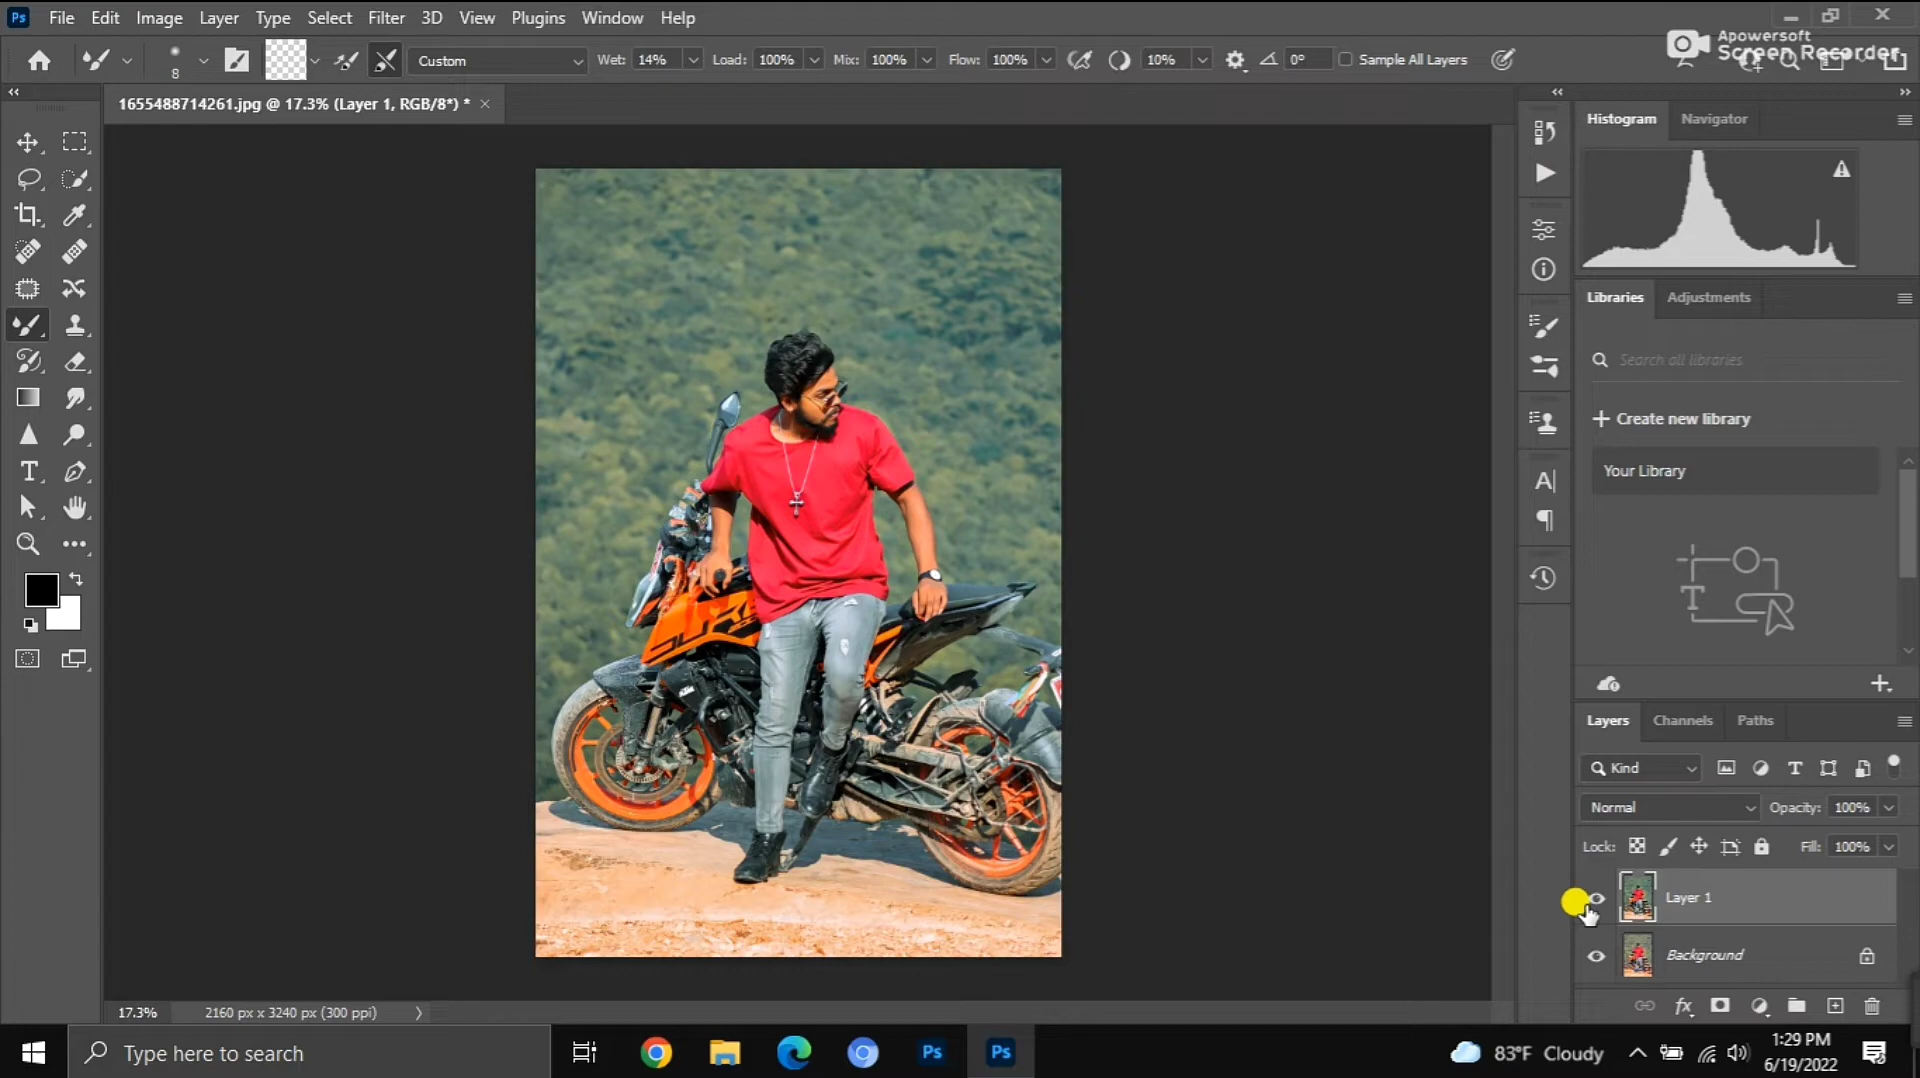 Ps File Edit Image Layer Type Select Filter 3D View Plugins Window Help
Apowersoft
Screen Recorder
8 Custom Wet: 14% Load: 100% Mix: 100% Flow: 100% 10% 0° Sample All Layers
1655488714261.jpg @ 17.3% (Layer 1, RGB/8*) *
Histogram Navigator
Libraries Adjustments
Search all libraries
Create new library
Your Library
DUKE
KTM
Layers Channels Paths
Kind
Normal Opacity: 100%
Lock: Fill: 100%
Layer 1
Background
17.3% 2160 px x 3240 px (300 ppi)
Type here to search
Ps Ps
83°F Cloudy
1:29 PM
6/19/2022